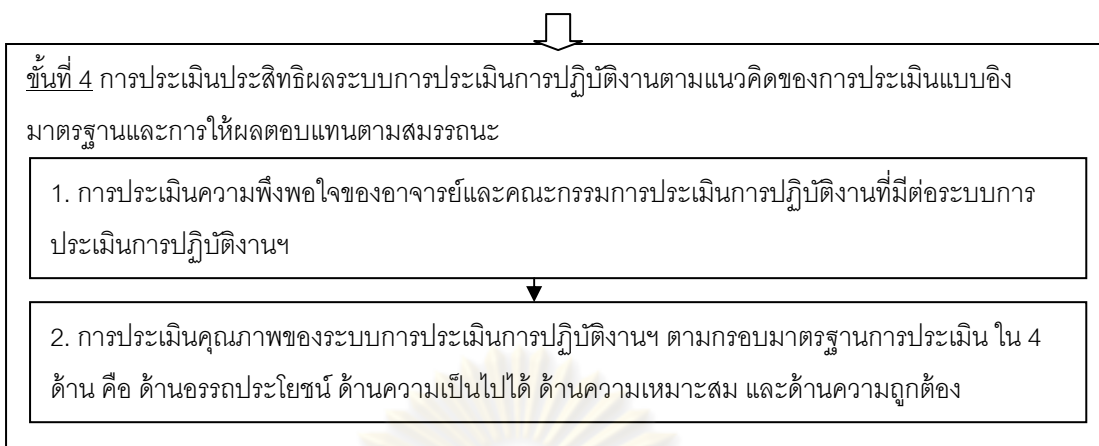 ขั้นที่ 4 การประเมินประสิทธิผลระบบการประเมินการปฏิบัติงานตามแนวคิดของการประเมินแบบอิง
มาตรฐานและการให้ผลตอบแทนตามสมรรถนะ
1. การประเมินความพึงพอใจของอาจารย์และคณะกรรมการประเมินการปฏิบัติงานที่มีต่อระบบการ
ประเมินการปฏิบัติงานฯ
2. การประเมินคุณภาพของระบบการประเมินการปฏิบัติงานฯ ตามกรอบมาตรฐานการประเมิน ใน 4
ด้าน คือ ด้านอรรถประโยชน์ ด้านความเป็นไปได้ ด้านความเหมาะสม และด้านความถูกต้อง